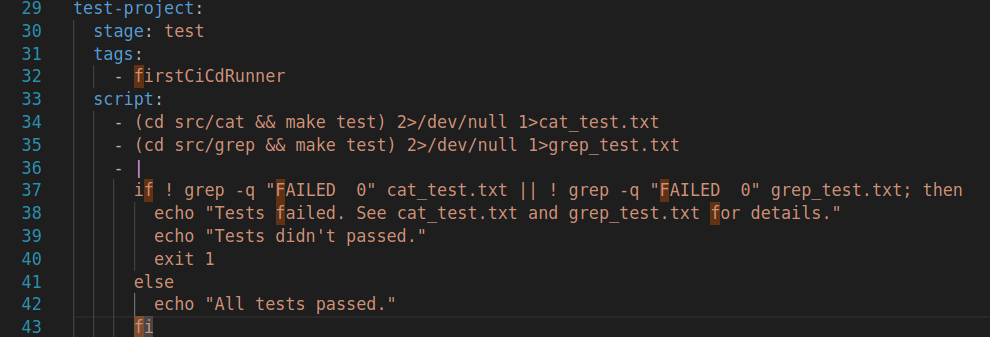 29 test-project:
30   stage: test
31   tags:
32     - firstCiCdRunner
33   script:
34     - (cd src/cat && make test) 2>/dev/null 1>cat_test.txt
35     - (cd src/grep && make test) 2>/dev/null 1>grep_test.txt
36     - |
37       if ! grep -q "FAILED  0" cat_test.txt || ! grep -q "FAILED  0" grep_test.txt; then
38         echo "Tests failed. See cat_test.txt and grep_test.txt for details."
39         echo "Tests didn't passed."
40         exit 1
41       else
42         echo "All tests passed."
43       fi